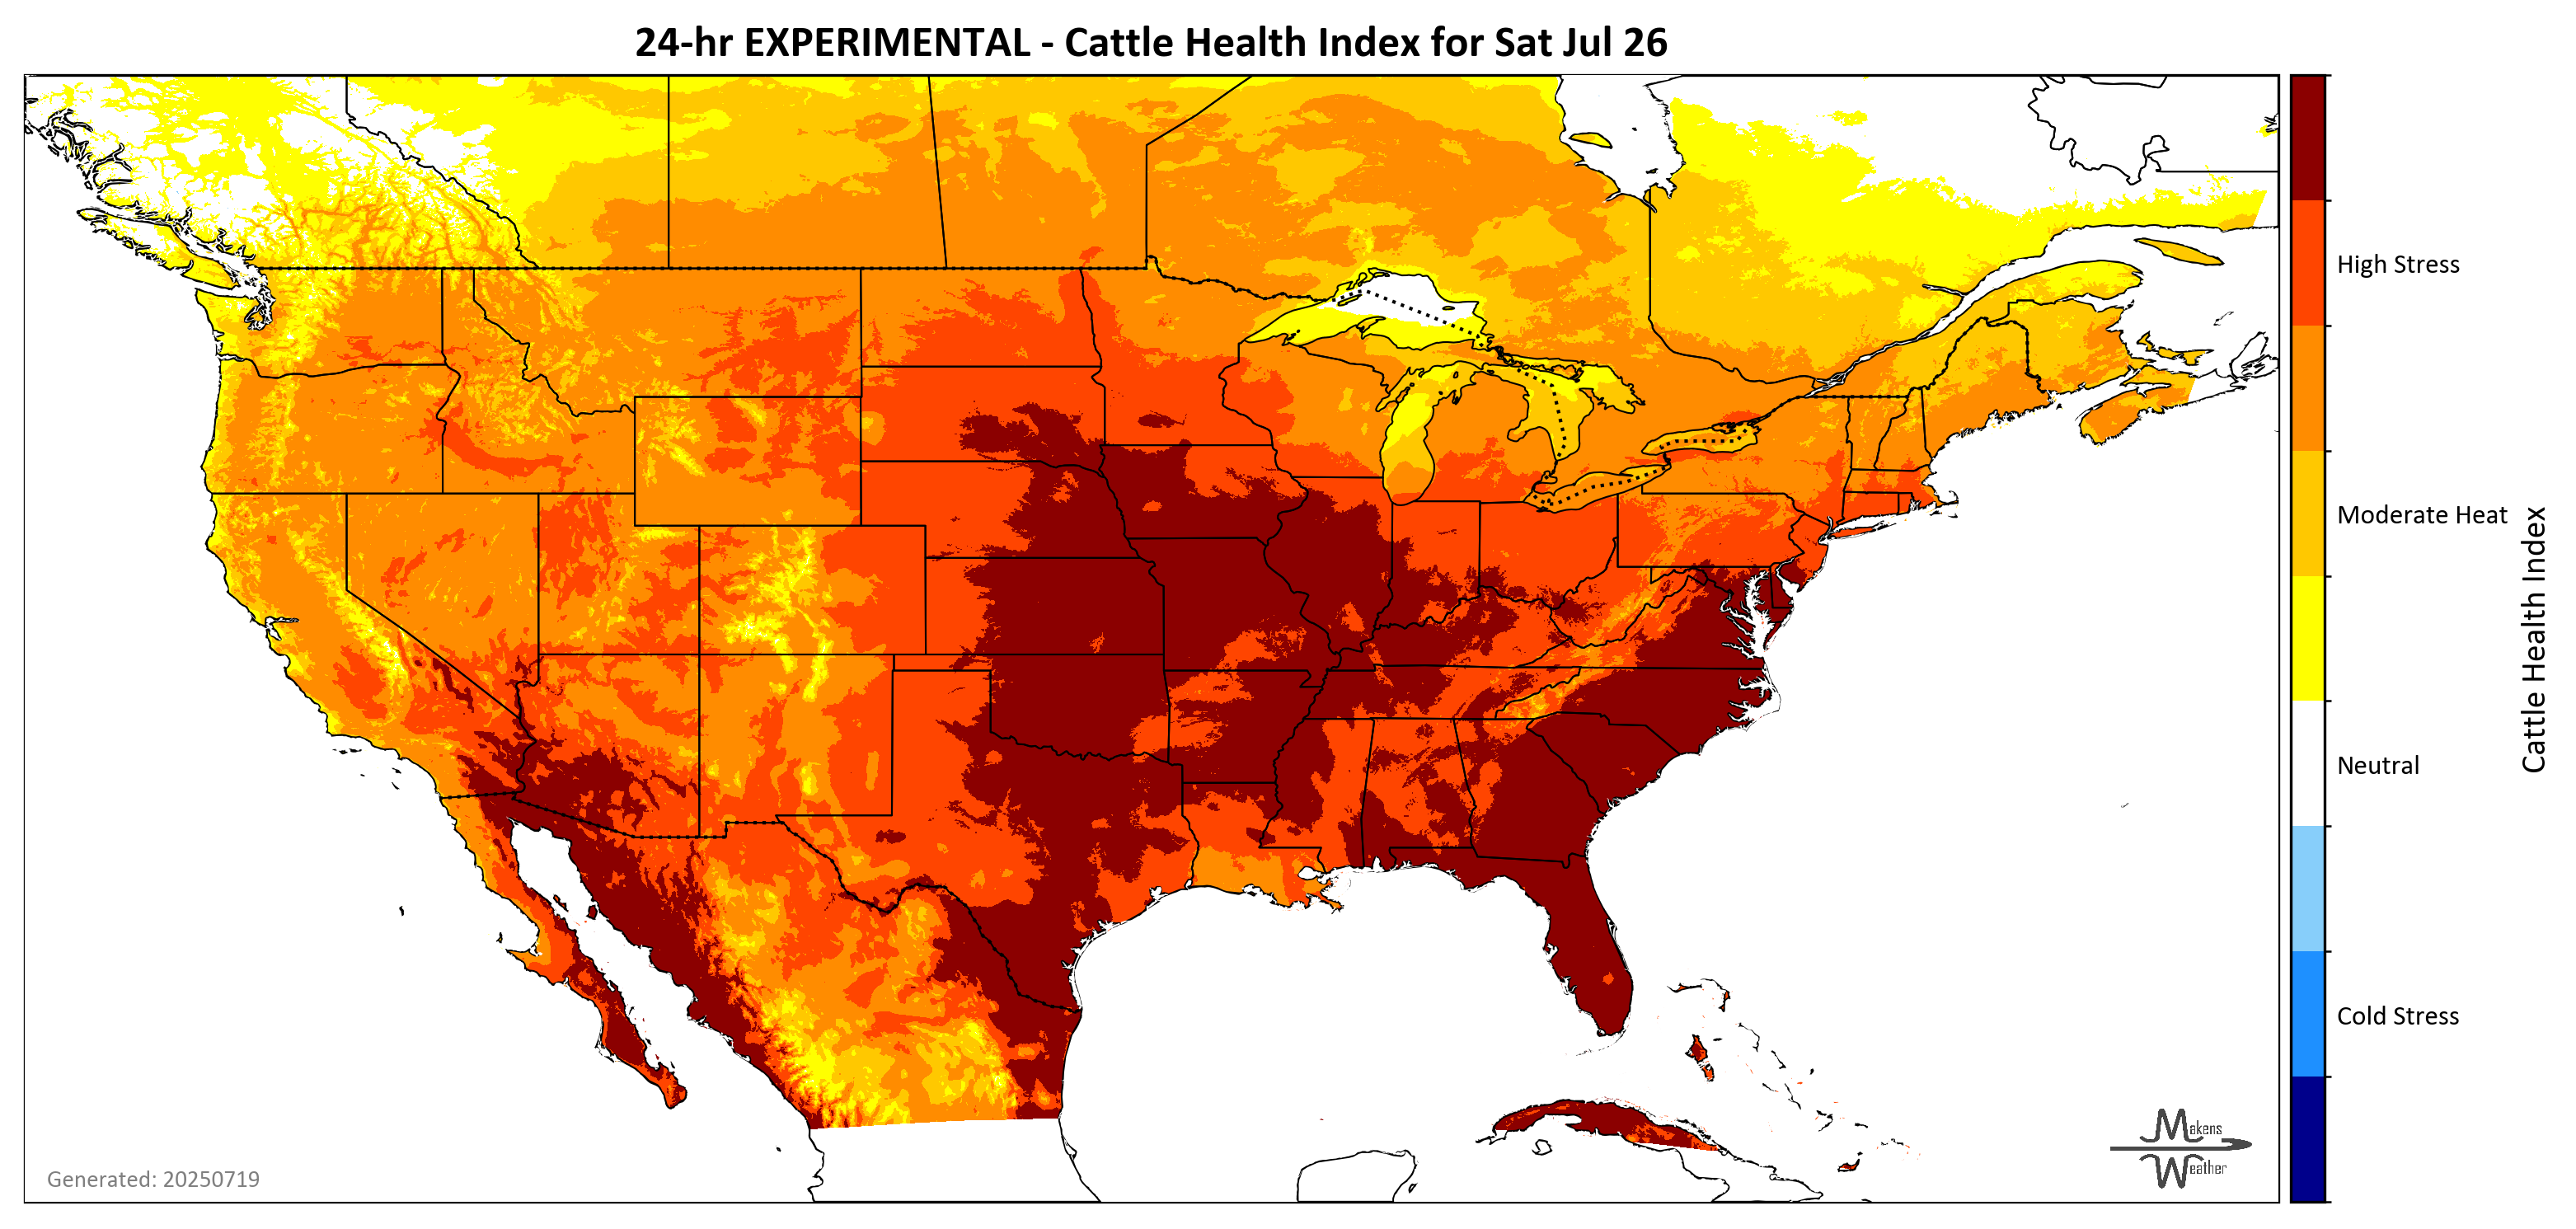 24-hr EXPERIMENTAL - Cattle Health Index for Sat Jul 26
High Stress
Moderate Heat
Neutral
Cold Stress
Cattle Health Index
Generated: 20250719
Makens
Weather